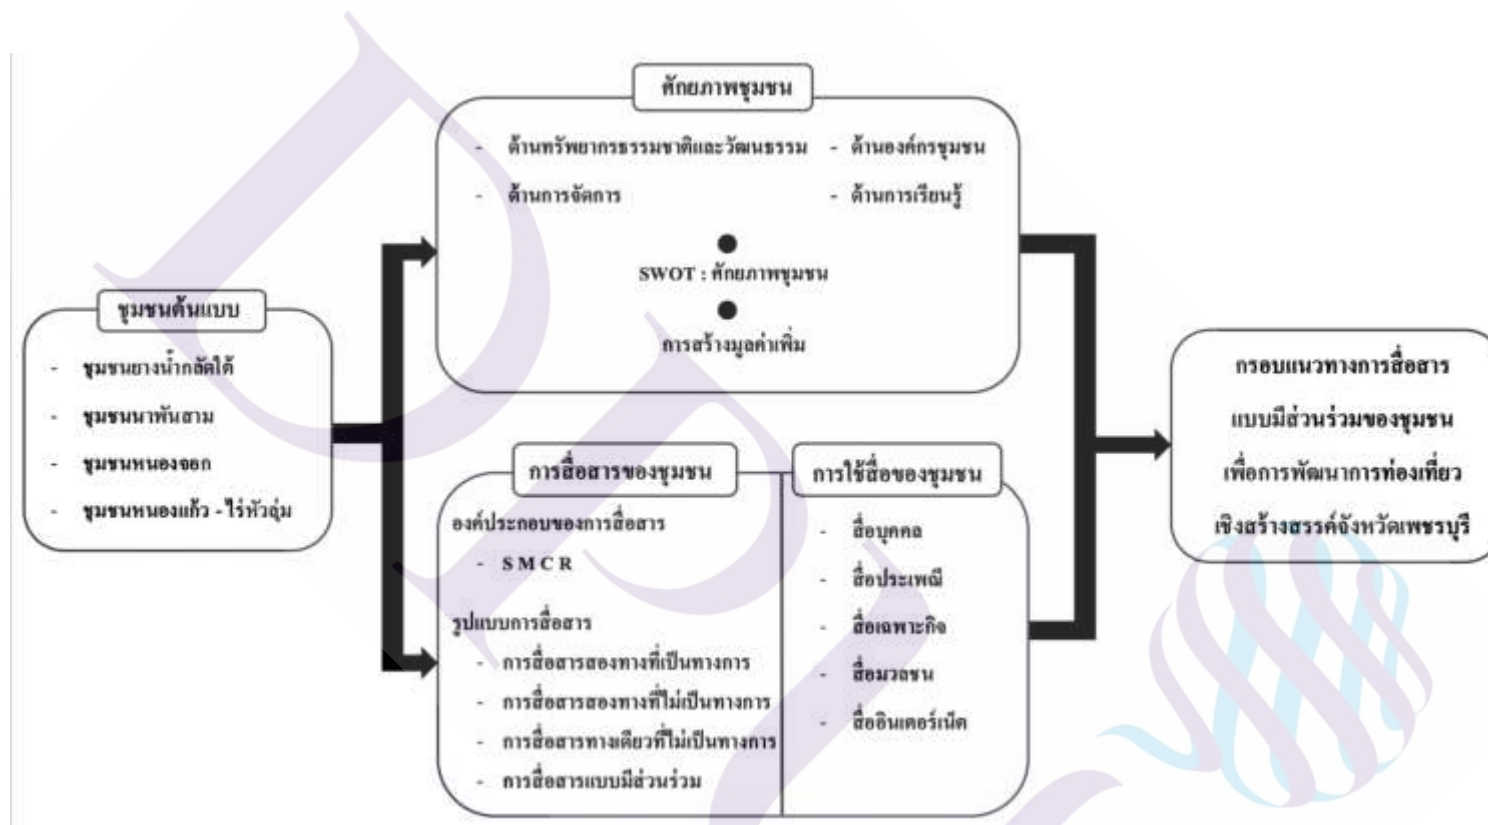 ศักยภาพชุมชน
- ด้านทรัพยากรธรรมชาติและวัฒนธรรม - ด้านองค์กรชุมชน
- ด้านการจัดการ - ด้านการเรียนรู้
SWOT : ศักยภาพชุมชน
การสร้างมูลค่าเพิ่ม
ชุมชนต้นแบบ
- ชุมชนยางน้ำกลัดใต้
- ชุมชนนาพันสาม
- ชุมชนหนองจอก
- ชุมชนหนองแก้ว - ไร่หัวลุ่ม
การสื่อสารของชุมชน
องค์ประกอบของการสื่อสาร
- S M C R
รูปแบบการสื่อสาร
- การสื่อสารสองทางที่เป็นทางการ
- การสื่อสารสองทางที่ไม่เป็นทางการ
- การสื่อสารทางเดียวที่ไม่เป็นทางการ
- การสื่อสารแบบมีส่วนร่วม
การใช้สื่อของชุมชน
- สื่อบุคคล
- สื่อประเพณี
- สื่อเฉพาะกิจ
- สื่อมวลชน
- สื่ออินเตอร์เน็ต
กรอบแนวทางการสื่อสาร
แบบมีส่วนร่วมของชุมชน
เพื่อการพัฒนาการท่องเที่ยว
เชิงสร้างสรรค์จังหวัดเพชรบุรี